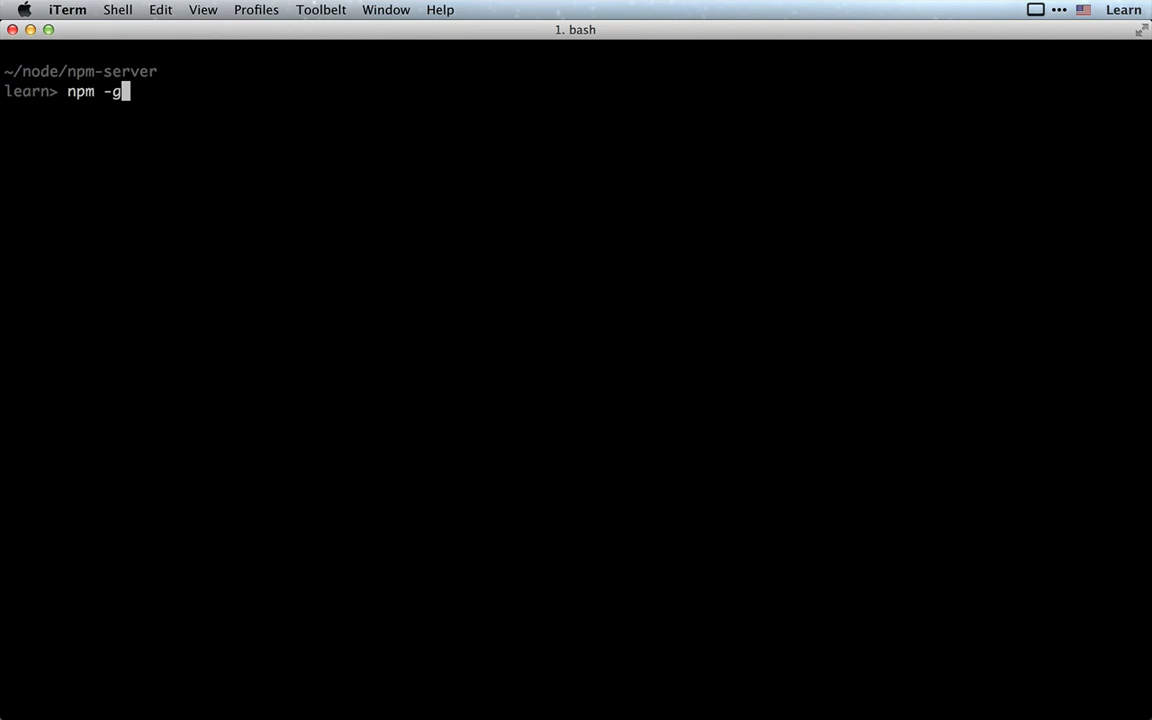 iTerm Shell Edit View Profiles Toolbelt Window Help ••• Learn
1. bash
~/node/npm-server
learn> npm -g